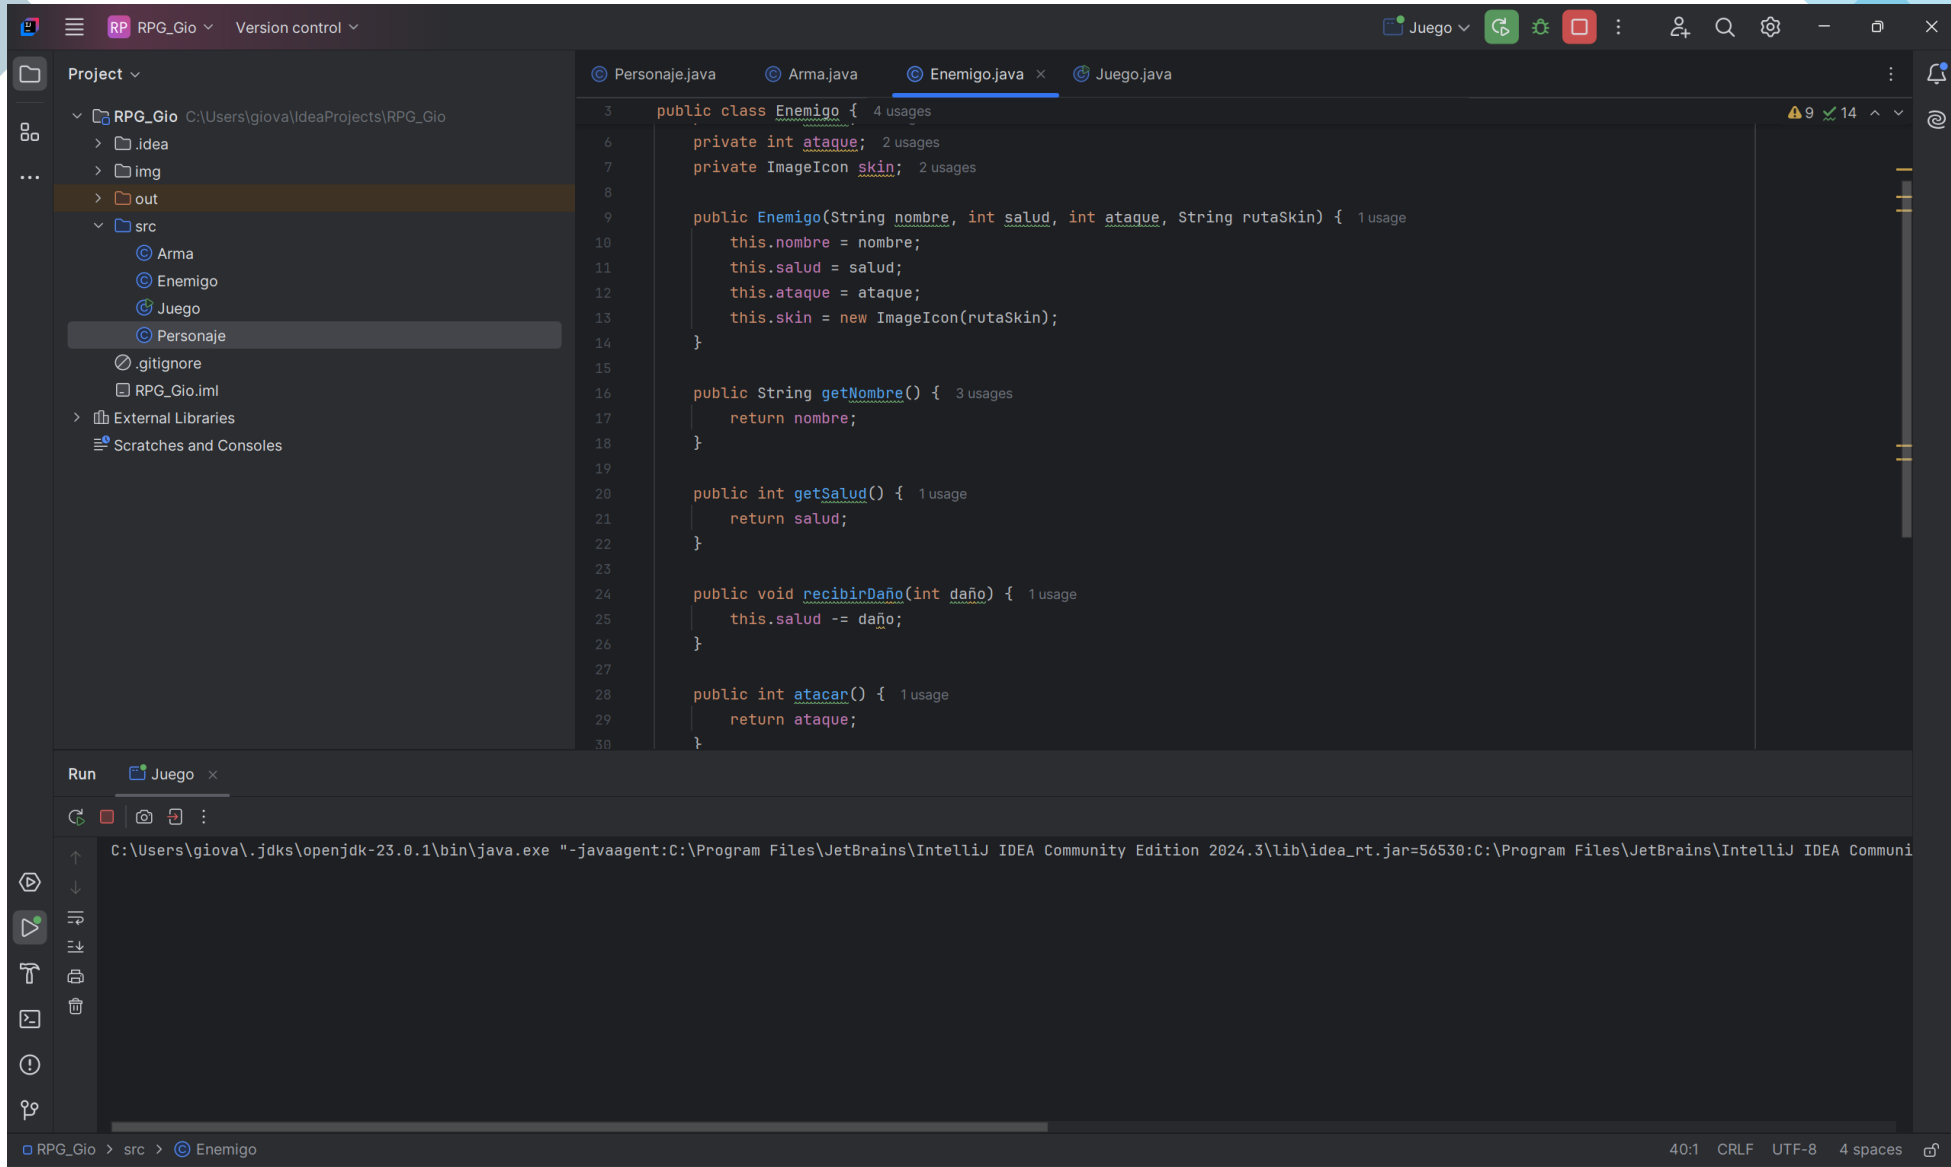 RP RPG_Gio Version control Juego
Project
Personaje.java Arma.java Enemigo.java Juego.java
RPG_Gio C:\Users\giova\IdeaProjects\RPG_Gio
.idea
img
out
src
Arma
Enemigo
Juego
Personaje
.gitignore
RPG_Gio.iml
External Libraries
Scratches and Consoles
3 public class Enemigo { 4 usages
9 14
6 private int ataque; 2 usages
7 private ImageIcon skin; 2 usages
8
9 public Enemigo(String nombre, int salud, int ataque, String rutaSkin) { 1 usage
10 this.nombre = nombre;
11 this.salud = salud;
12 this.ataque = ataque;
13 this.skin = new ImageIcon(rutaSkin);
14 }
15
16 public String getNombre() { 3 usages
17 return nombre;
18 }
19
20 public int getSalud() { 1 usage
21 return salud;
22 }
23
24 public void recibirDaño(int daño) { 1 usage
25 this.salud -= daño;
26 }
27
28 public int atacar() { 1 usage
29 return ataque;
30 }
Run Juego
C:\Users\giova\.jdks\openjdk-23.0.1\bin\java.exe "-javaagent:C:\Program Files\JetBrains\IntelliJ IDEA Community Edition 2024.3\lib\idea_rt.jar=56530:C:\Program Files\JetBrains\IntelliJ IDEA Communi
RPG_Gio > src > Enemigo 40:1 CRLF UTF-8 4 spaces